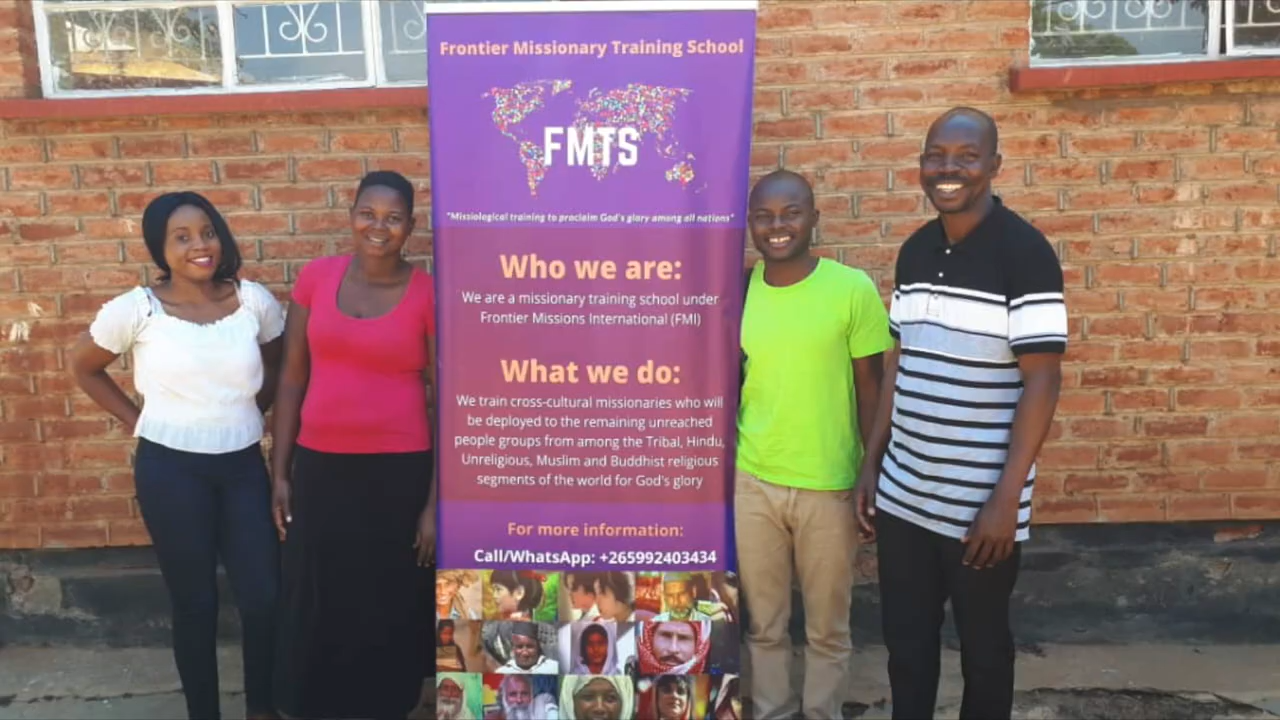 Frontier Missionary Training School
FMTS
"Missiological training to proclaim God's glory among all nations"
Who we are:
We are a missionary training school under
Frontier Missions International (FMI)
What we do:
We train cross-cultural missionaries who will
be deployed to the remaining unreached
people groups from among the Tribal, Hindu,
Unreligious, Muslim and Buddhist religious
segments of the world for God's glory
For more information:
Call/WhatsApp: +265992403434